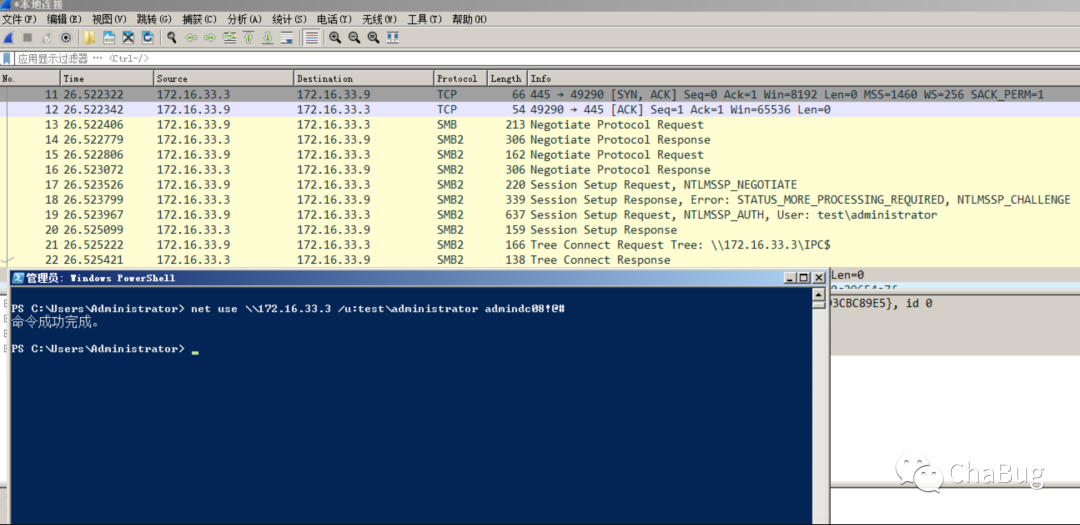 *本地连接
文件(F) 编辑(E) 视图(V) 跳转(G) 捕获(C) 分析(A) 统计(S) 电话(Y) 无线(W) 工具(T) 帮助(H)
应用显示过滤器 … <Ctrl-/>
No. Time Source Destination Protocol Length Info
11 26.522322 172.16.33.3 172.16.33.9 TCP 66 445 → 49290 [SYN, ACK] Seq=0 Ack=1 Win=8192 Len=0 MSS=1460 WS=256 SACK_PERM=1
12 26.522342 172.16.33.9 172.16.33.3 TCP 54 49290 → 445 [ACK] Seq=1 Ack=1 Win=65536 Len=0
13 26.522406 172.16.33.9 172.16.33.3 SMB 213 Negotiate Protocol Request
14 26.522779 172.16.33.3 172.16.33.9 SMB2 306 Negotiate Protocol Response
15 26.522806 172.16.33.9 172.16.33.3 SMB2 162 Negotiate Protocol Request
16 26.523072 172.16.33.3 172.16.33.9 SMB2 306 Negotiate Protocol Response
17 26.523526 172.16.33.9 172.16.33.3 SMB2 220 Session Setup Request, NTLMSSP_NEGOTIATE
18 26.523799 172.16.33.3 172.16.33.9 SMB2 339 Session Setup Response, Error: STATUS_MORE_PROCESSING_REQUIRED, NTLMSSP_CHALLENGE
19 26.523967 172.16.33.9 172.16.33.3 SMB2 637 Session Setup Request, NTLMSSP_AUTH, User: test\administrator
20 26.525099 172.16.33.3 172.16.33.9 SMB2 159 Session Setup Response
21 26.525222 172.16.33.9 172.16.33.3 SMB2 166 Tree Connect Request Tree: \\172.16.33.3\IPC$
22 26.525421 172.16.33.3 172.16.33.9 SMB2 138 Tree Connect Response
Len=0
管理员: Windows PowerShell
3CBC89E5}, id 0
PS C:\Users\Administrator> net use \\172.16.33.3 /u:test\administrator admindc08!@#
命令成功完成。
PS C:\Users\Administrator>
ChaBug